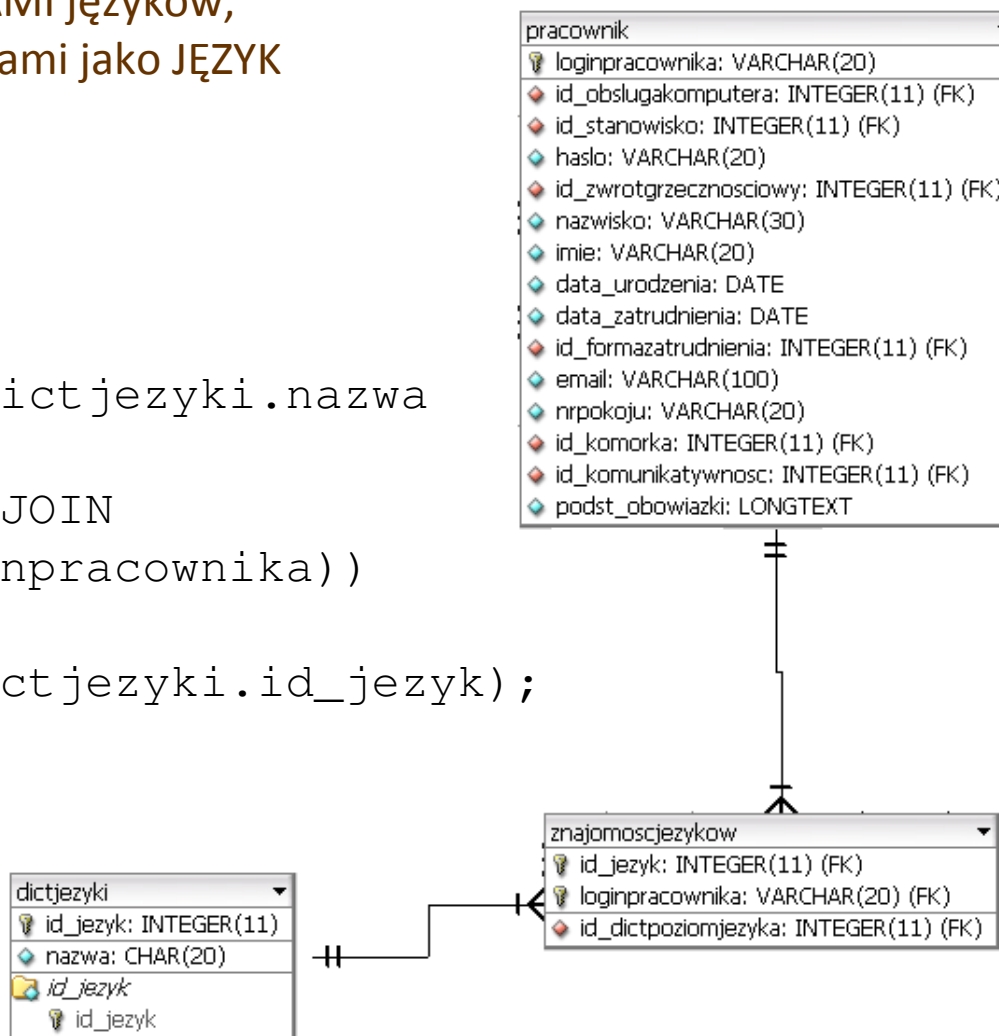 języków,
ami jako JĘZYK
ictjezyki.nazwa
JOIN
npracownika))
ctjezyki.id_jezyk);
pracownik
loginpracownika: VARCHAR(20)
id_obslugakomputera: INTEGER(11) (FK)
id_stanowisko: INTEGER(11) (FK)
haslo: VARCHAR(20)
id_zwrotgrzecznosciowy: INTEGER(11) (FK)
nazwisko: VARCHAR(30)
imie: VARCHAR(20)
data_urodzenia: DATE
data_zatrudnienia: DATE
id_formazatrudnienia: INTEGER(11) (FK)
email: VARCHAR(100)
nrpokoju: VARCHAR(20)
id_komorka: INTEGER(11) (FK)
id_komunikatywnosc: INTEGER(11) (FK)
podst_obowiazki: LONGTEXT
znajomoscjezykow
id_jezyk: INTEGER(11) (FK)
loginpracownika: VARCHAR(20) (FK)
id_dictpoziomjezyka: INTEGER(11) (FK)
dictjezyki
id_jezyk: INTEGER(11)
nazwa: CHAR(20)
id_jezyk
id_jezyk